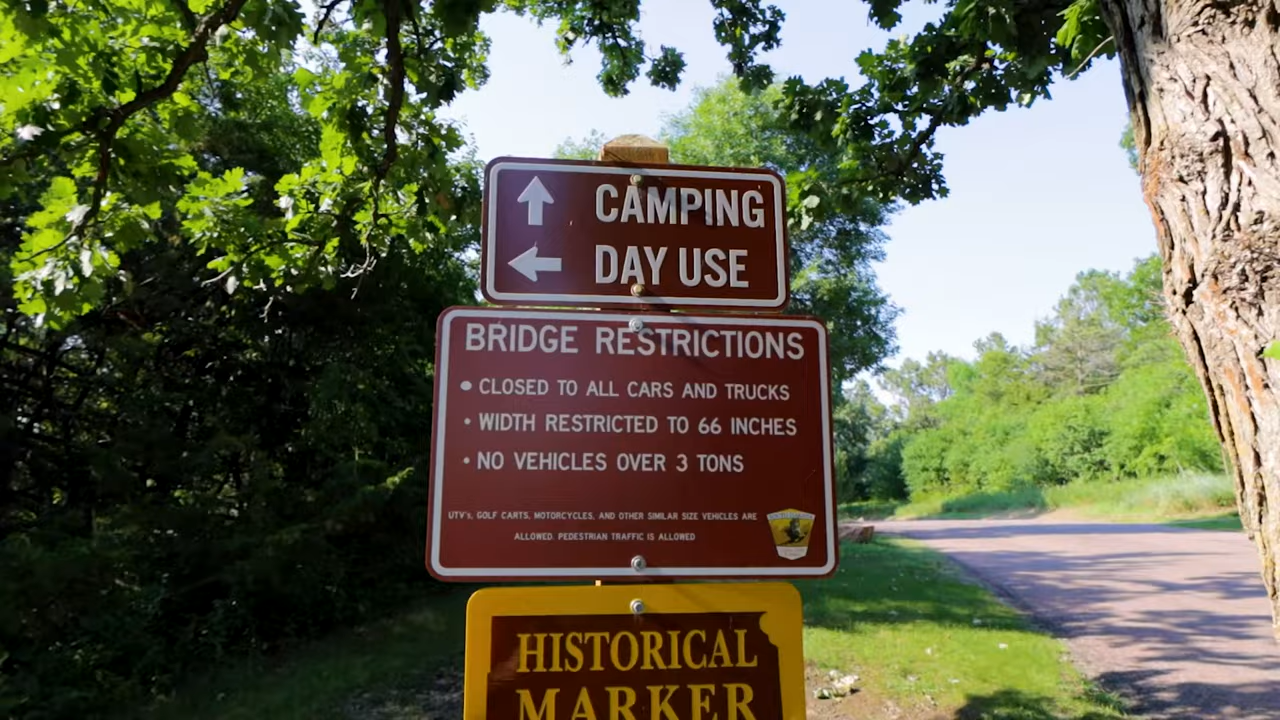 CAMPING
DAY USE
BRIDGE RESTRICTIONS
• CLOSED TO ALL CARS AND TRUCKS
• WIDTH RESTRICTED TO 66 INCHES
• NO VEHICLES OVER 3 TONS
UTV's, GOLF CARTS, MOTORCYCLES, AND OTHER SIMILAR SIZE VEHICLES ARE
ALLOWED. PEDESTRIAN TRAFFIC IS ALLOWED
HISTORICAL
MARKER